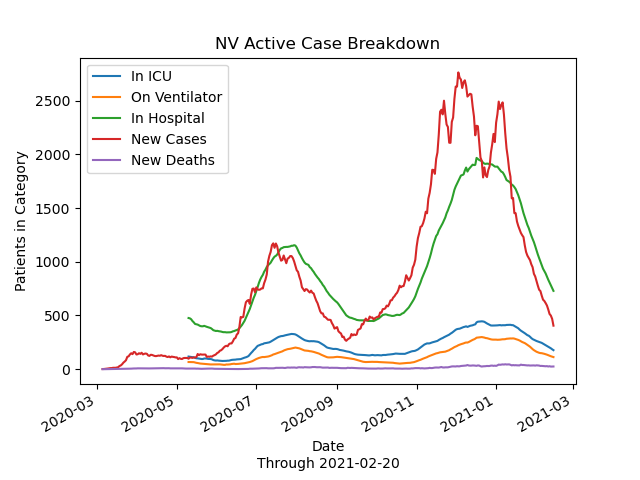 NV Active Case Breakdown
In ICU
On Ventilator
In Hospital
New Cases
New Deaths
Patients in Category
2500
2000
1500
1000
500
0
2020-03
2020-05
2020-07
2020-09
2020-11
2021-01
2021-03
Date
Through 2021-02-20